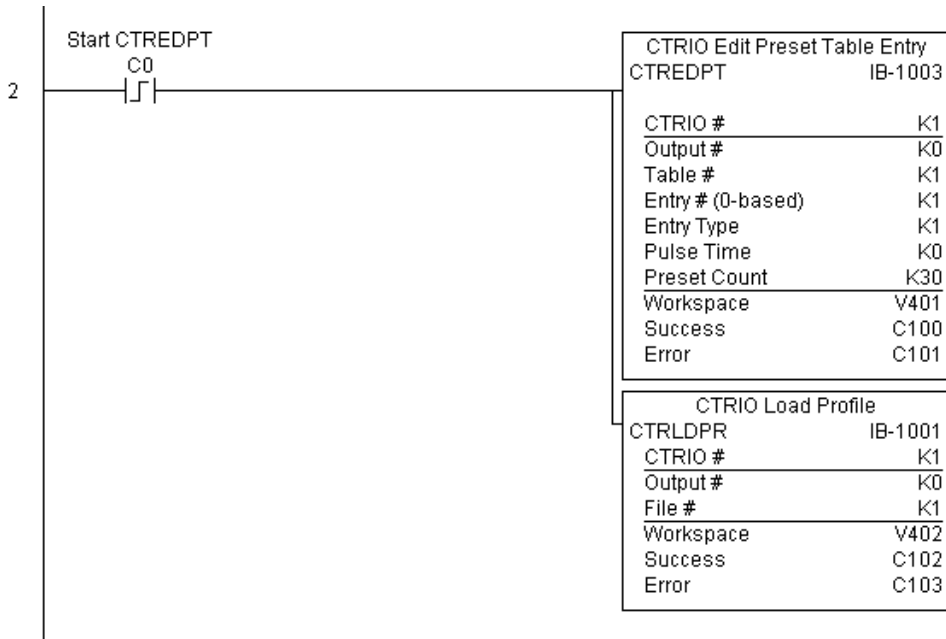 Start CTREDPT
C0
2
CTRIO Edit Preset Table Entry
CTREDPT IB-1003
CTRIO # K1
Output # K0
Table # K1
Entry # (0-based) K1
Entry Type K1
Pulse Time K0
Preset Count K30
Workspace V401
Success C100
Error C101
CTRIO Load Profile
CTRLDPR IB-1001
CTRIO # K1
Output # K0
File # K1
Workspace V402
Success C102
Error C103